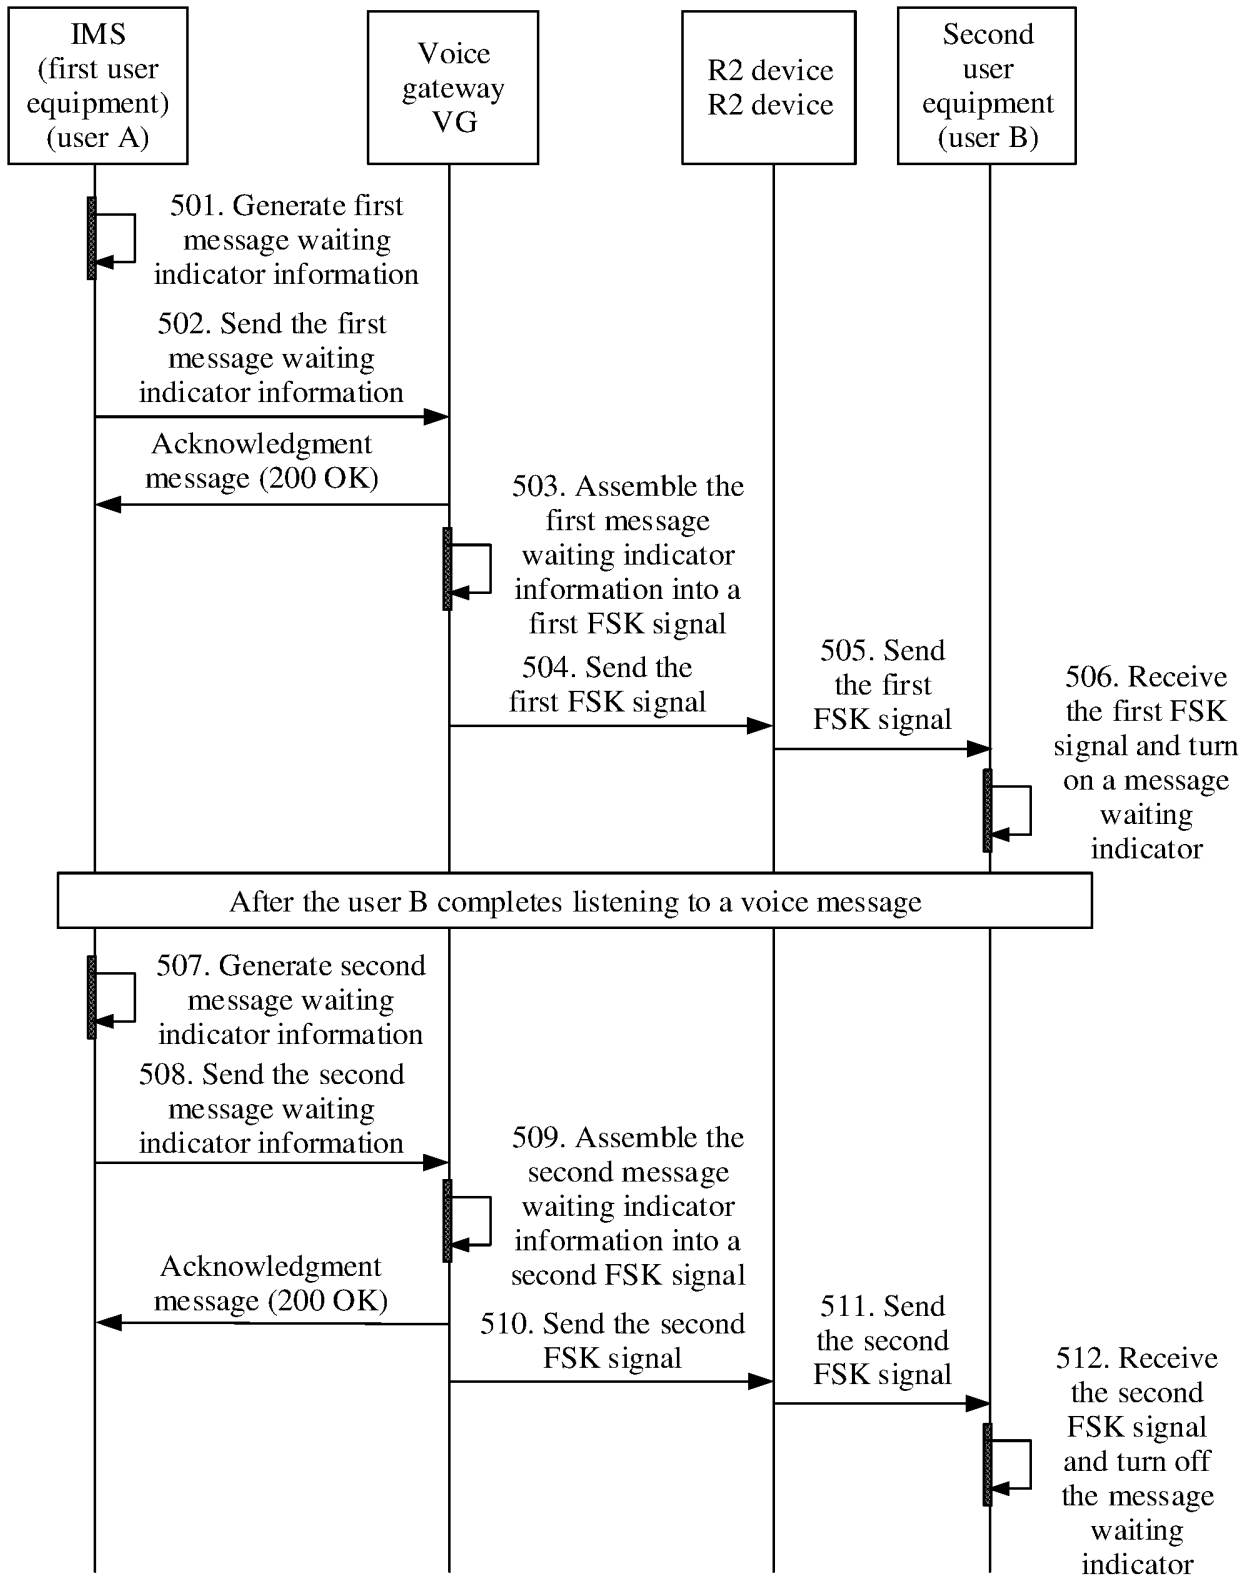 IMS
(first user
equipment)
(user A)
Voice
gateway
VG
R2 device
R2 device
Second
user
equipment
(user B)
501. Generate first
message waiting
indicator information
502. Send the first
message waiting
indicator information
Acknowledgment
message (200 OK)
503. Assemble the
first message
waiting indicator
information into a
first FSK signal
504. Send the
first FSK signal
505. Send
the first
FSK signal
506. Receive
the first FSK
signal and turn
on a message
waiting
indicator
After the user B completes listening to a voice message
507. Generate second
message waiting
indicator information
508. Send the second
message waiting
indicator information
509. Assemble the
second message
waiting indicator
information into a
second FSK signal
Acknowledgment
message (200 OK)
510. Send the second
FSK signal
511. Send
the second
FSK signal
512. Receive
the second
FSK signal
and turn off
the message
waiting
indicator